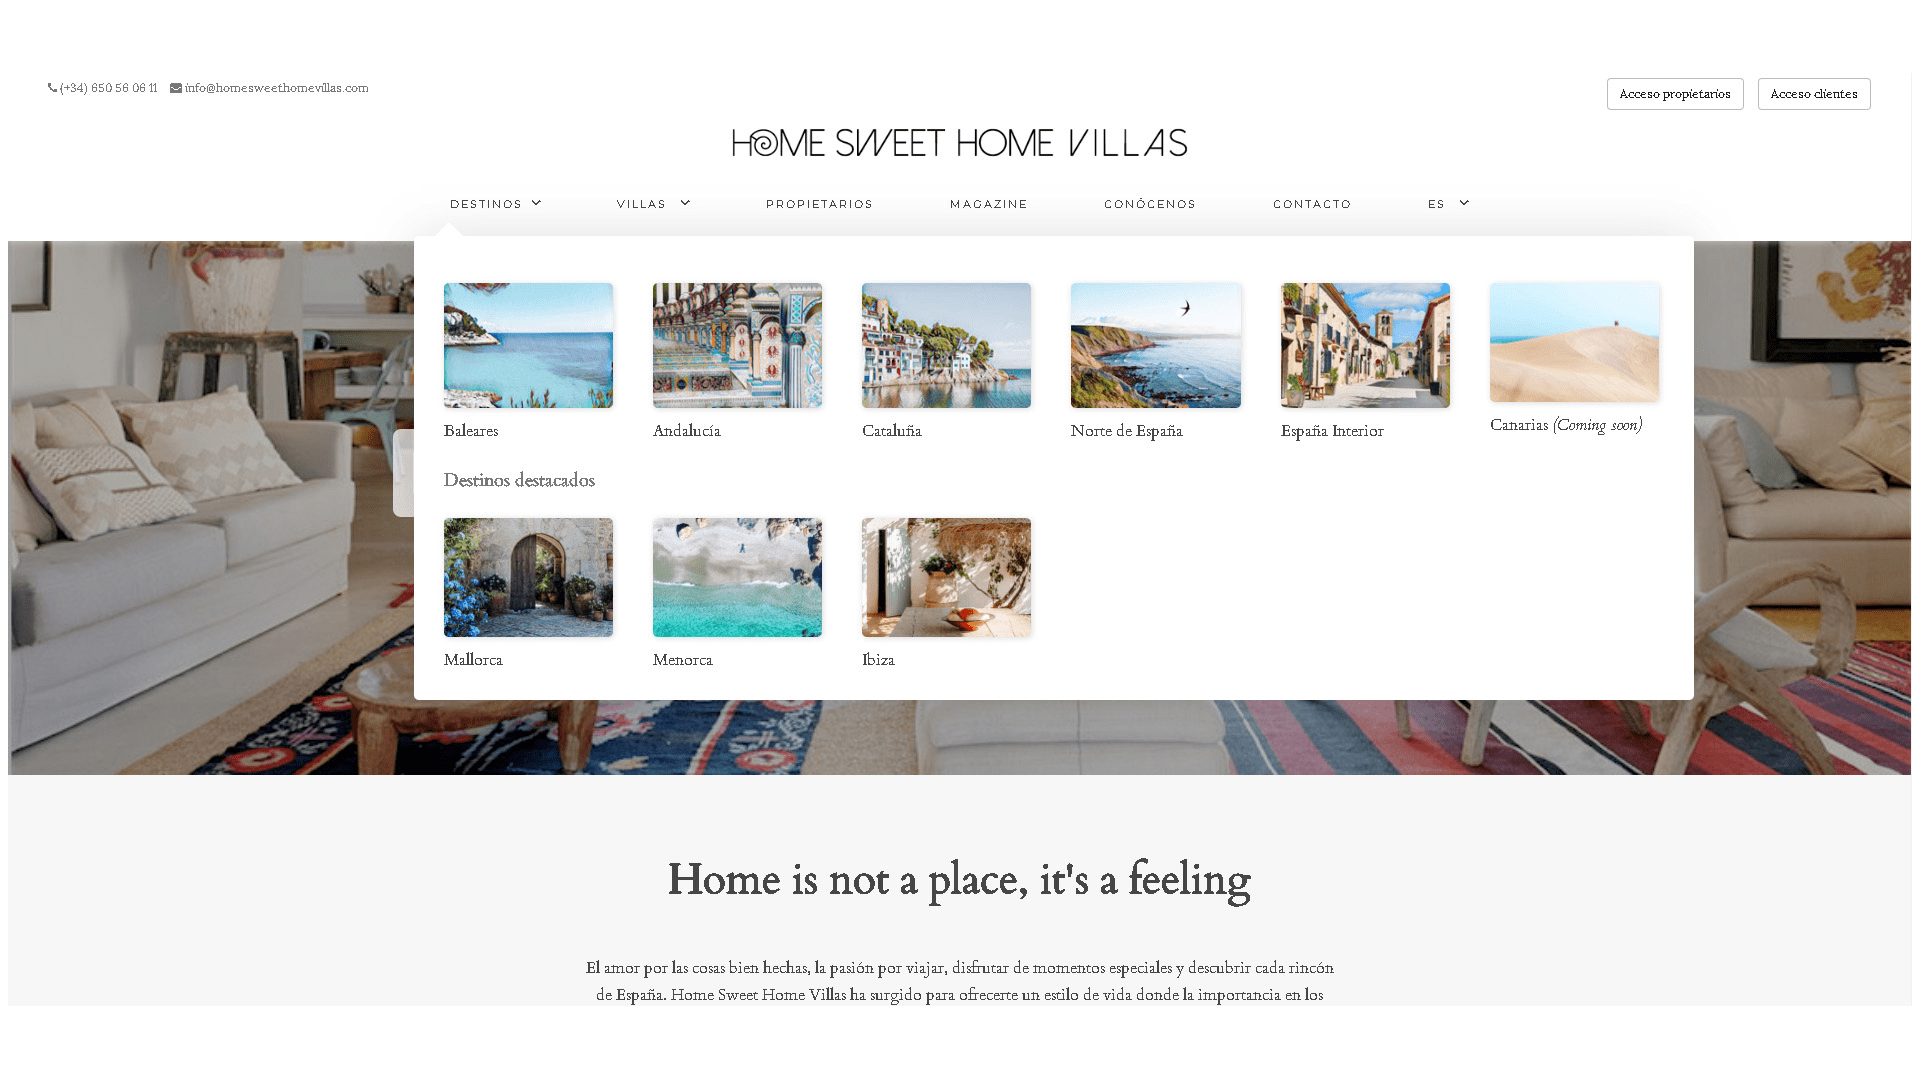 (+34) 650 56 06 11 info@homesweethomevillas.com
Acceso propietarios Acceso clientes
HOME SWEET HOME VILLAS
DESTINOS VILLAS PROPIETARIOS MAGAZINE CONÓCENOS CONTACTO ES
Baleares Andalucía Cataluña Norte de España España Interior Canarias (Coming soon)
Destinos destacados
Mallorca Menorca Ibiza
Home is not a place, it's a feeling
El amor por las cosas bien hechas, la pasión por viajar, disfrutar de momentos especiales y descubrir cada rincón
de España. Home Sweet Home Villas ha surgido para ofrecerte un estilo de vida donde la importancia en los